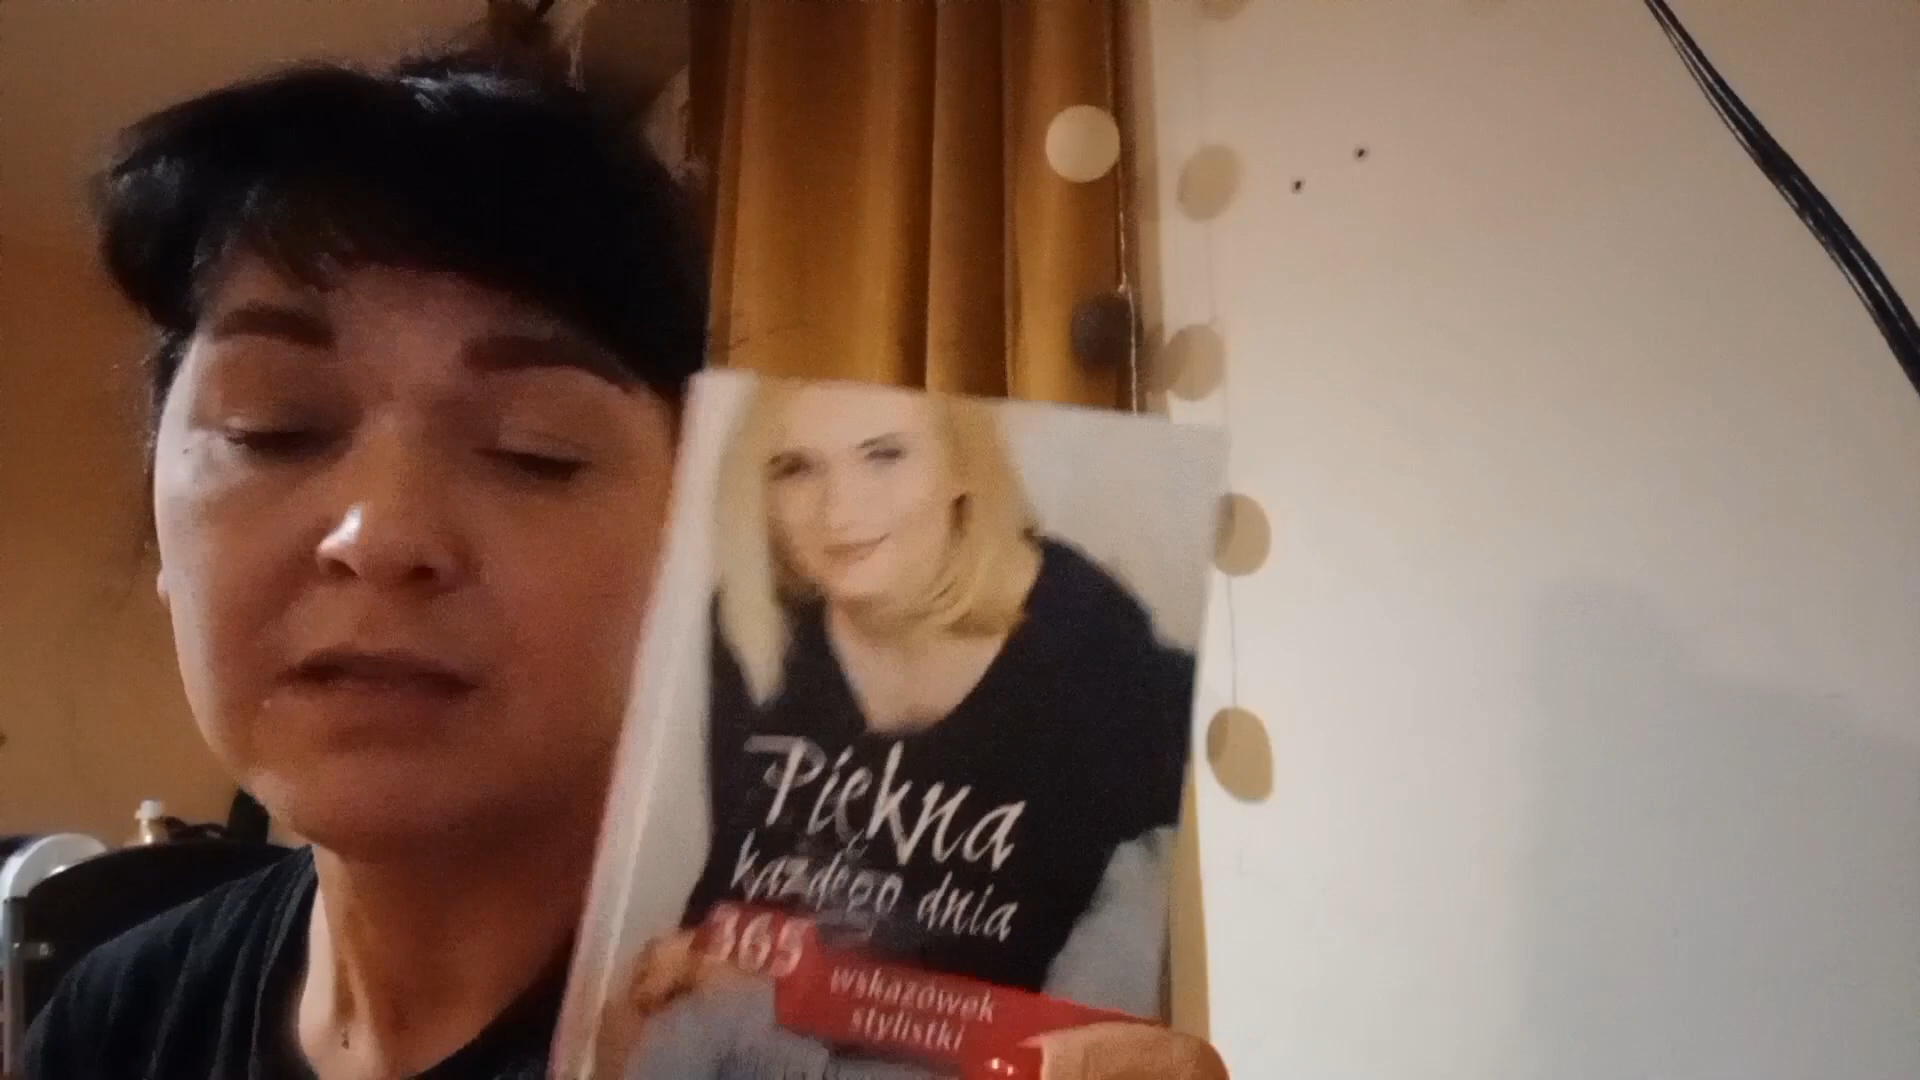 Piękna
każdego dnia
365
wskazówek
stylistki